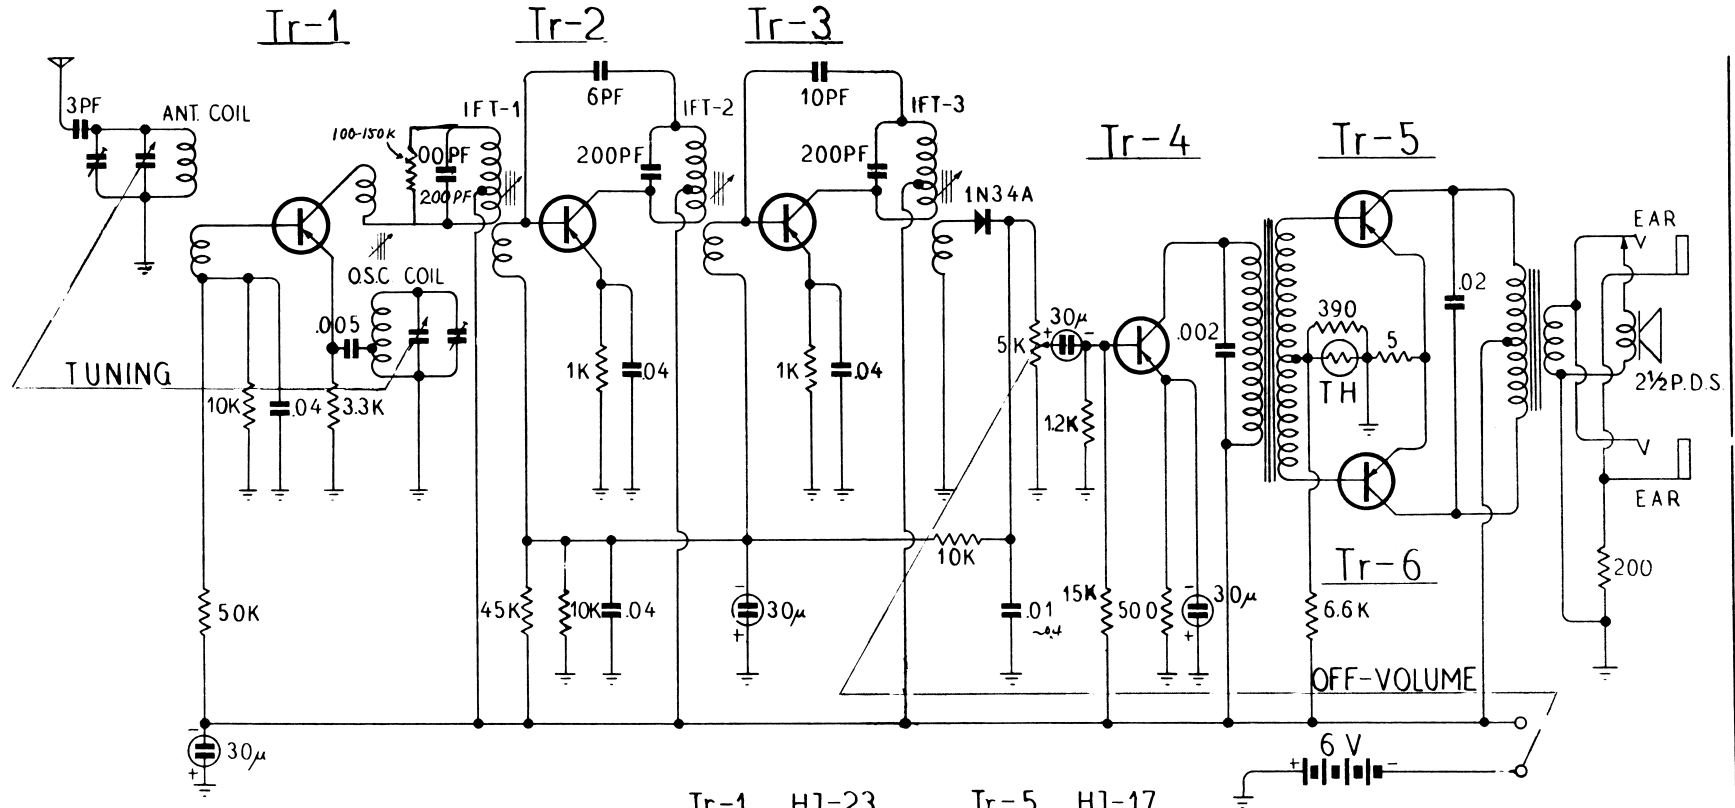 Tr-1
Tr-2
Tr-3
3PF
ANT. COIL
100-150K
IFT-1
00PF
200PF
6PF
IFT-2
200PF
10PF
IFT-3
200PF
1N34A
Tr-4
Tr-5
EAR
O.S.C. COIL
.005
TUNING
10K
.04
3.3K
1K
.04
1K
.04
5K
+
30μ
-
1.2K
.002
390
TH
5
.02
2½P.D.S.
EAR
50K
45K
10K
.04
-
30μ
+
10K
.01
~0.4
15K
500
-
30μ
+
Tr-6
6.6K
200
OFF-VOLUME
-
30μ
+
6V
+
-
Tr-1 HJ-23 Tr-5 HJ-17